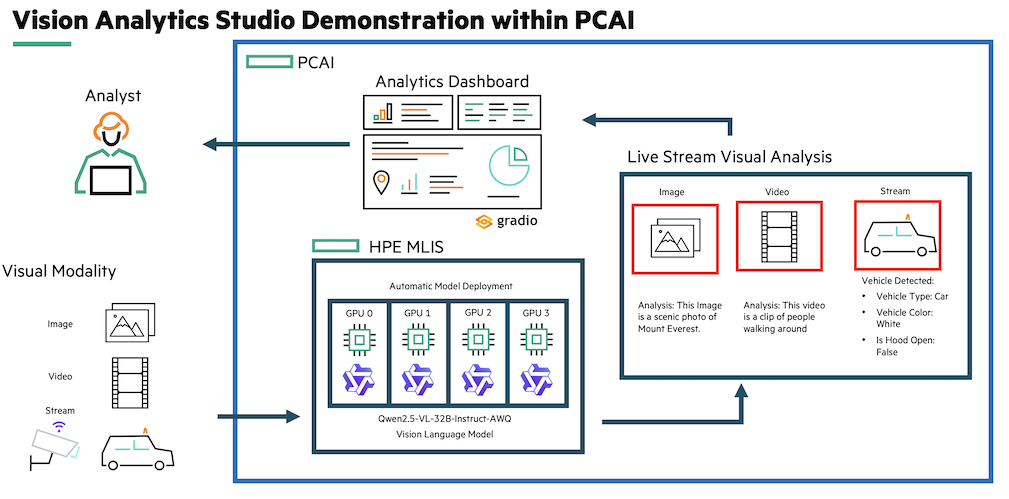 Vision Analytics Studio Demonstration within PCAI
PCAI
Analytics Dashboard
Analyst
gradio
Live Stream Visual Analysis
Image
Video
Stream
Analysis: This Image
is a scenic photo of
Mount Everest.
Analysis: This video
is a clip of people
walking around
Vehicle Detected:
• Vehicle Type: Car
• Vehicle Color:
White
• Is Hood Open:
False
HPE MLIS
Automatic Model Deployment
GPU 0
GPU 1
GPU 2
GPU 3
Qwen2.5-VL-32B-Instruct-AWQ
Vision Language Model
Visual Modality
Image
Video
Stream